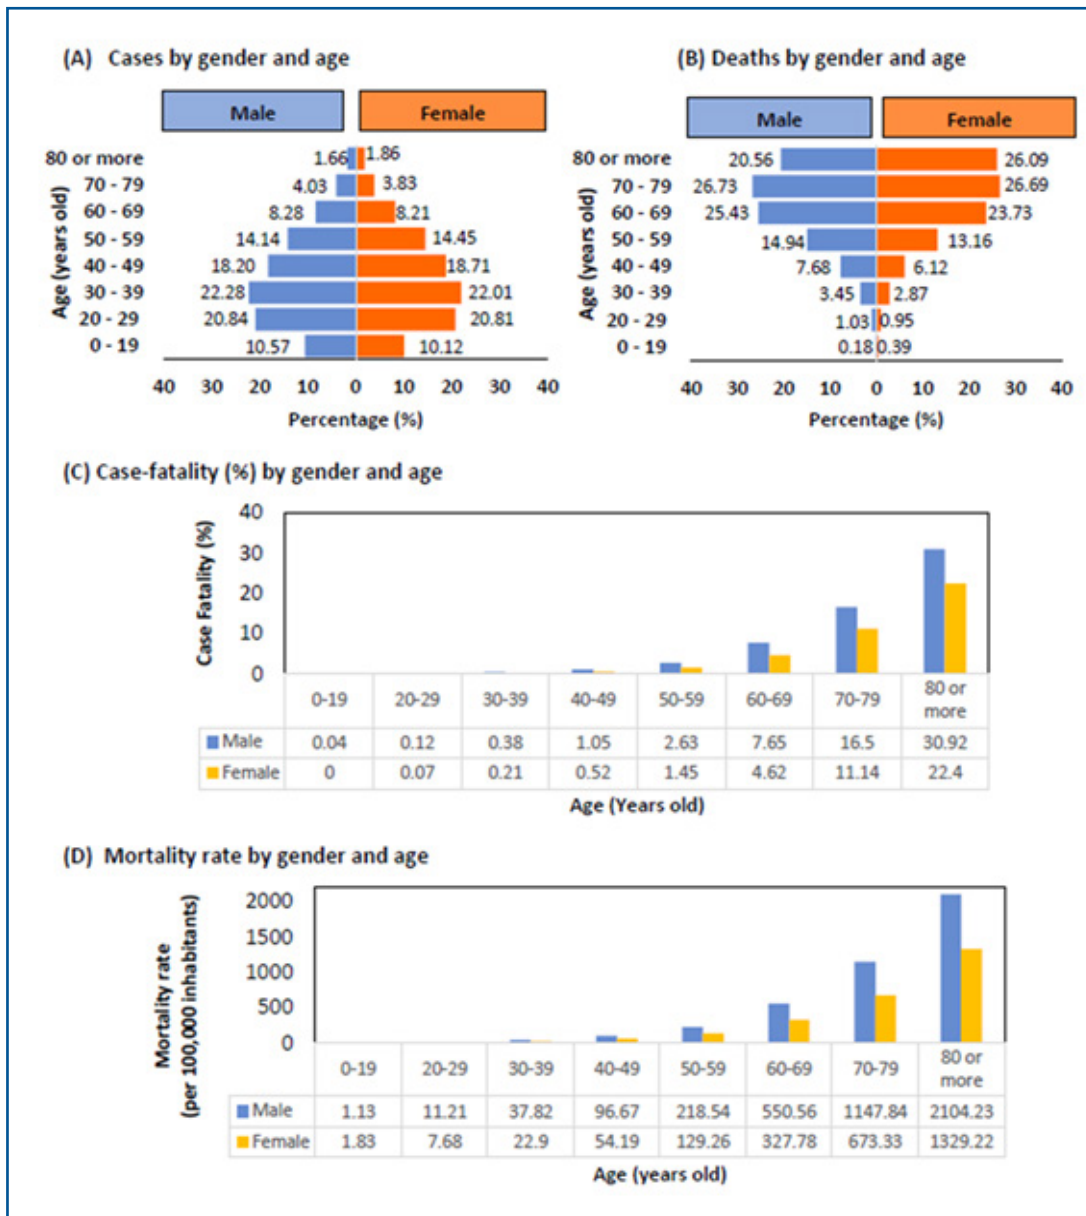 (A) Cases by gender and age
Male Female
80 or more 1.66 1.86
70 - 79 4.03 3.83
60 - 69 8.28 8.21
50 - 59 14.14 14.45
40 - 49 18.20 18.71
30 - 39 22.28 22.01
20 - 29 20.84 20.81
0 - 19 10.57 10.12
Age (years old)
40 30 20 10 0 10 20 30 40
Percentage (%)
(B) Deaths by gender and age
40 Male Female 40
80 or more 20.56 26.09
70 - 79 26.73 26.69
60 - 69 25.43 23.73
50 - 59 14.94 13.16
40 - 49 7.68 6.12
30 - 39 3.45 2.87
20 - 29 1.03 0.95
0 - 19 0.18 0.39
Age (years old)
40 30 20 10 0 10 20 30 40
Percentage (%)
(C) Case-fatality (%) by gender and age
Case Fatality (%)
40
30
20
10
0
0-19 20-29 30-39 40-49 50-59 60-69 70-79 80 or
more
Male 0.04 0.12 0.38 1.05 2.63 7.65 16.5 30.92
Female 0 0.07 0.21 0.52 1.45 4.62 11.14 22.4
Age (Years old)
(D) Mortality rate by gender and age
Mortality rate
(per 100,000 inhabitants)
2000
1500
1000
500
0
0-19 20-29 30-39 40-49 50-59 60-69 70-79 80 or
more
Male 1.13 11.21 37.82 96.67 218.54 550.56 1147.84 2104.23
Female 1.83 7.68 22.9 54.19 129.26 327.78 673.33 1329.22
Age (years old)